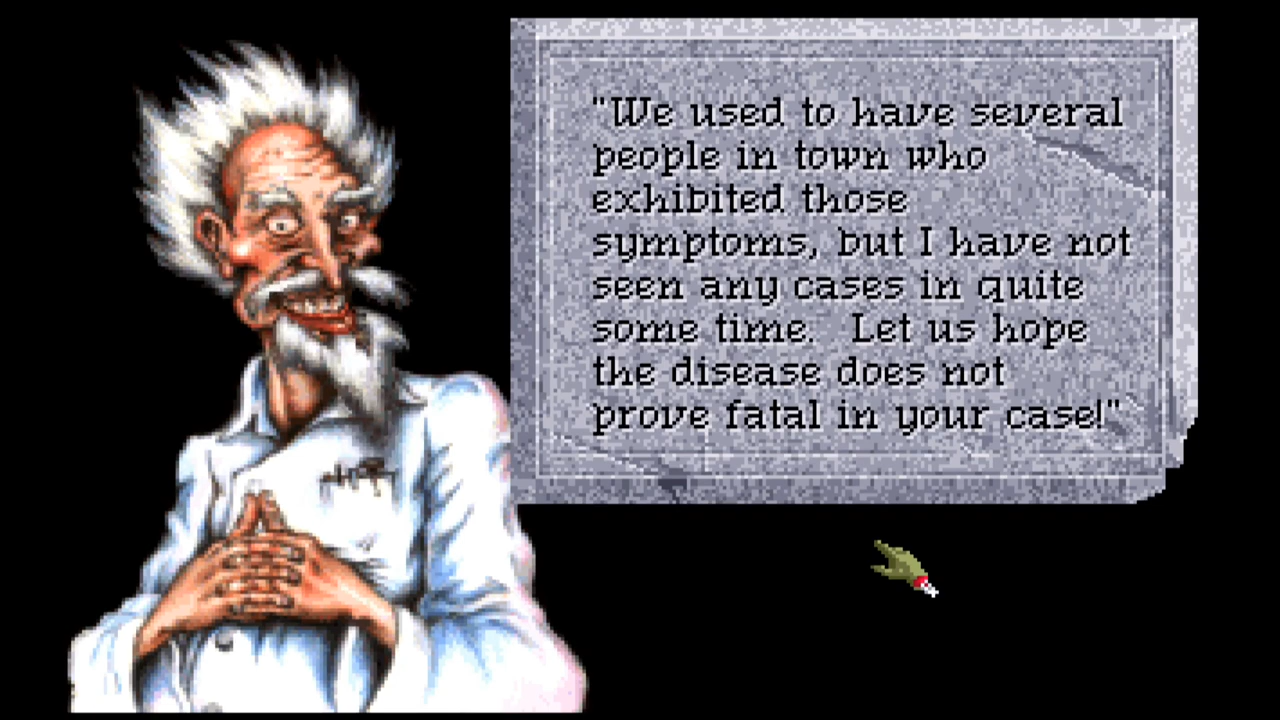 "We used to have several
people in town who
exhibited those
symptoms, but I have not
seen any cases in quite
some time.  Let us hope
the disease does not
prove fatal in your case!"